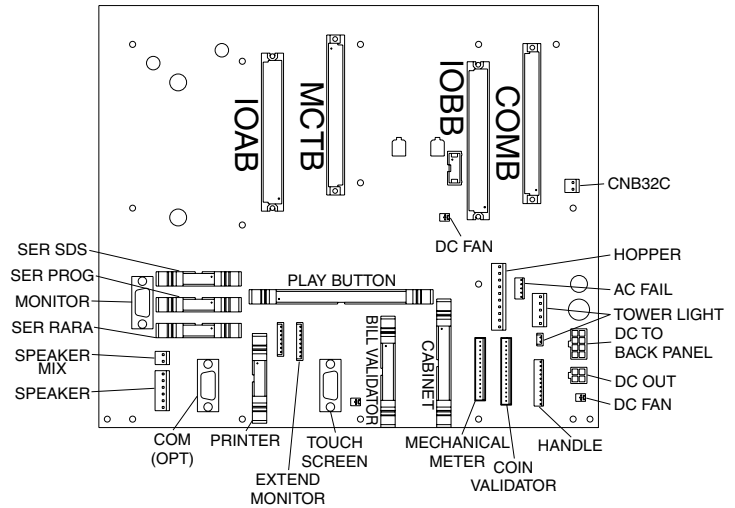 IOAB
MCTB
IOBB
COMB
CNB32C
DC FAN
HOPPER
AC FAIL
TOWER LIGHT
DC TO
BACK PANEL
DC OUT
DC FAN
SER SDS
SER PROG
MONITOR
SER RARA
SPEAKER
MIX
SPEAKER
PLAY BUTTON
BILL VALIDATOR
CABINET
COM
(OPT)
PRINTER
EXTEND
MONITOR
TOUCH
SCREEN
MECHANICAL
METER
COIN
VALIDATOR
HANDLE